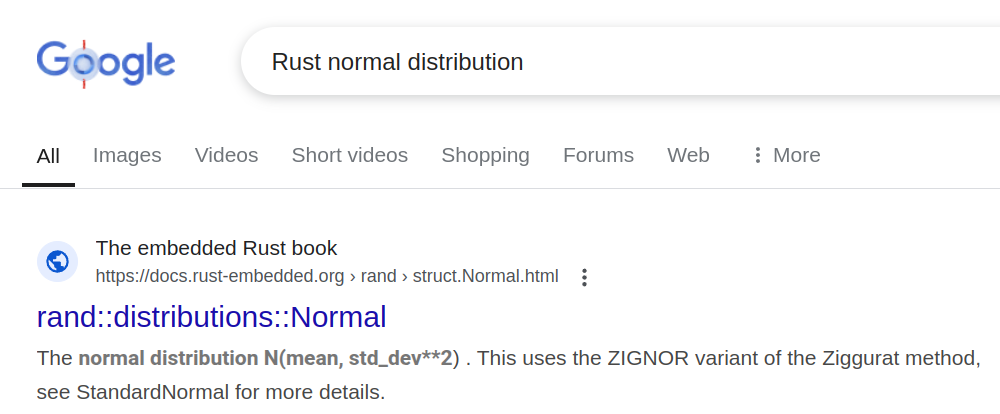 Google
Rust normal distribution
All Images Videos Short videos Shopping Forums Web More
The embedded Rust book
https://docs.rust-embedded.org › rand › struct.Normal.html
rand::distributions::Normal
The normal distribution N(mean, std_dev**2) . This uses the ZIGNOR variant of the Ziggurat method,
see StandardNormal for more details.